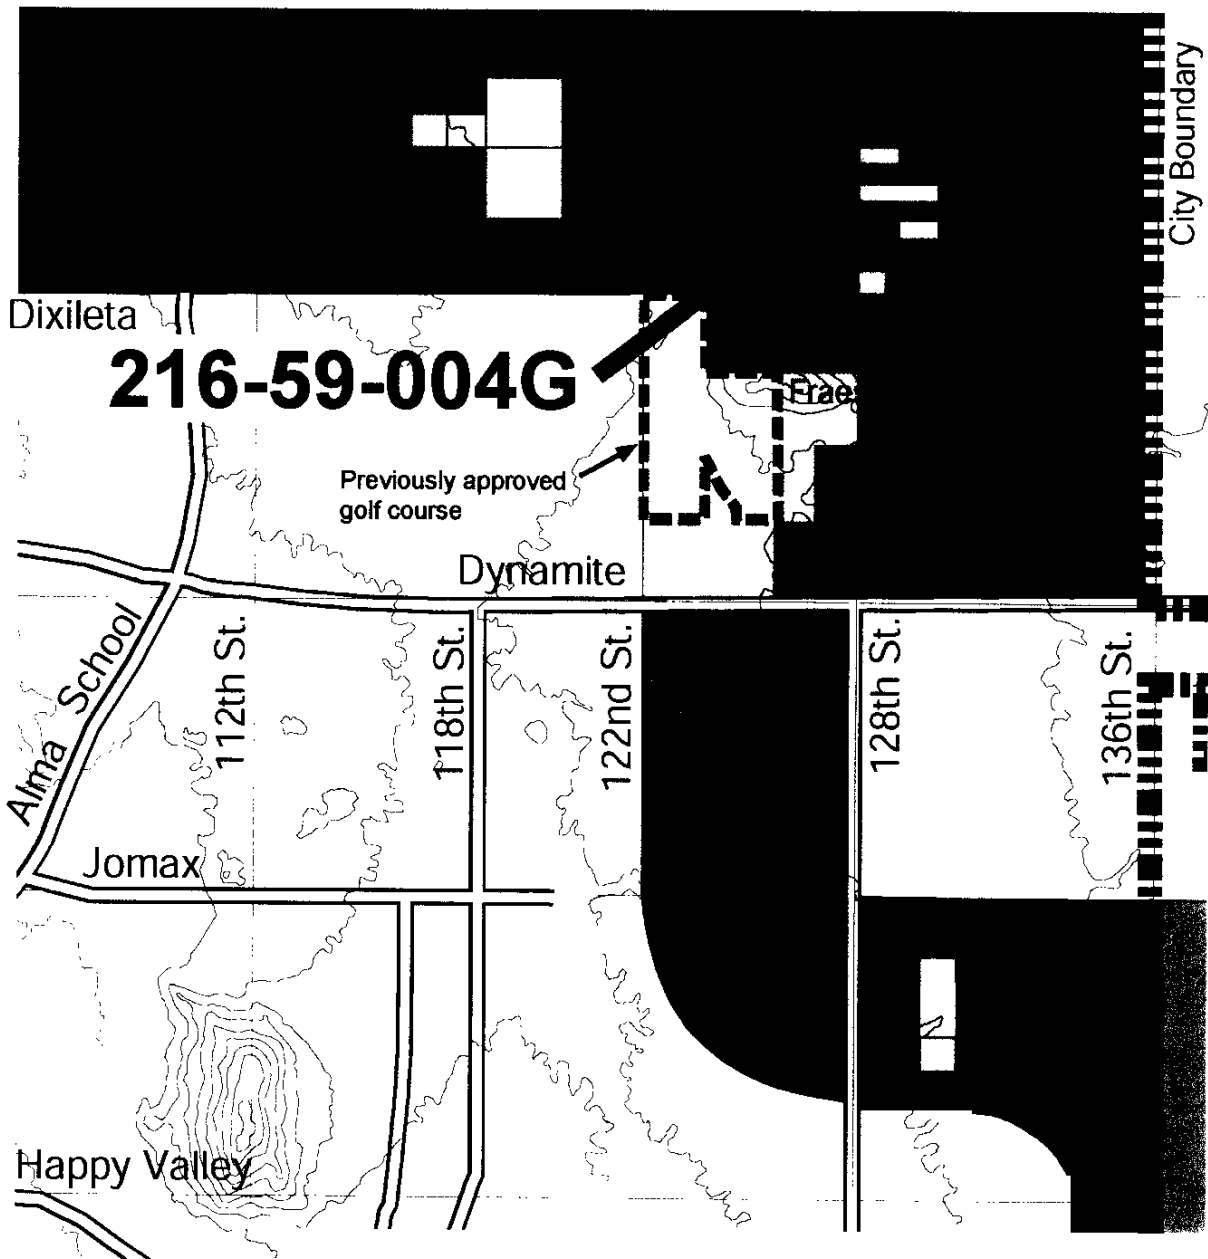 City Boundary
Dixileta
216-59-004G
Previously approved
golf course
Dynamite
Alma School
112th St.
118th St.
122nd St.
128th St.
136th St.
Jomax
Happy Valley